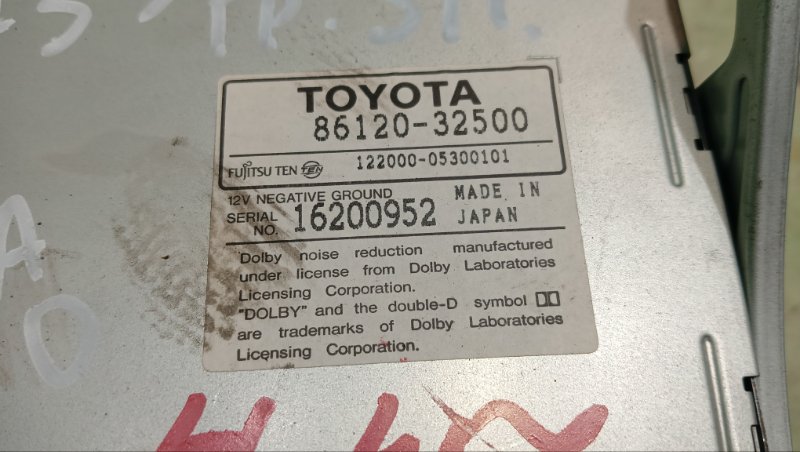 TOYOTA
86120-32500
FUJITSU TEN TEN 122000-05300101
12V NEGATIVE GROUND MADE IN
SERIAL NO. 16200952 JAPAN
Dolby noise reduction manufactured
under license from Dolby Laboratories
Licensing Corporation.
"DOLBY" and the double-D symbol
are trademarks of Dolby Laboratories
Licensing Corporation.